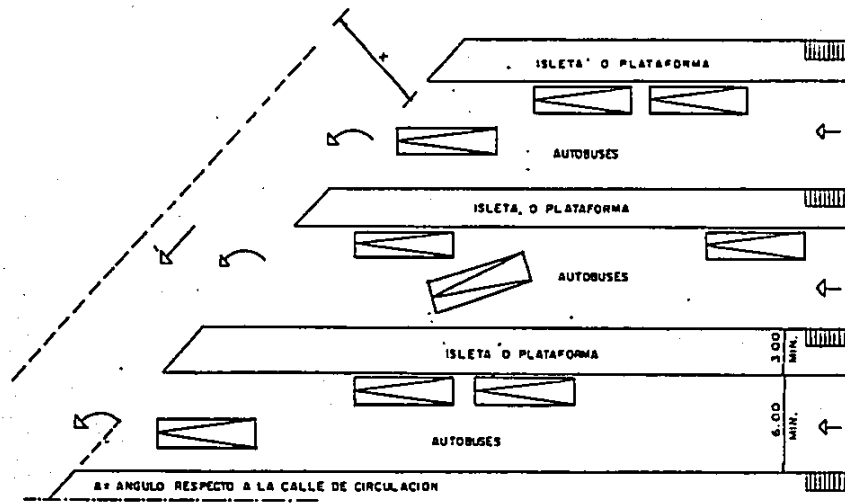 ISLETA O PLATAFORMA
AUTOBUSES
ISLETA O PLATAFORMA
AUTOBUSES
ISLETA O PLATAFORMA
3.00
MIN.
6.00
MIN.
AUTOBUSES
A= ANGULO RESPECTO A LA CALLE DE CIRCULACION